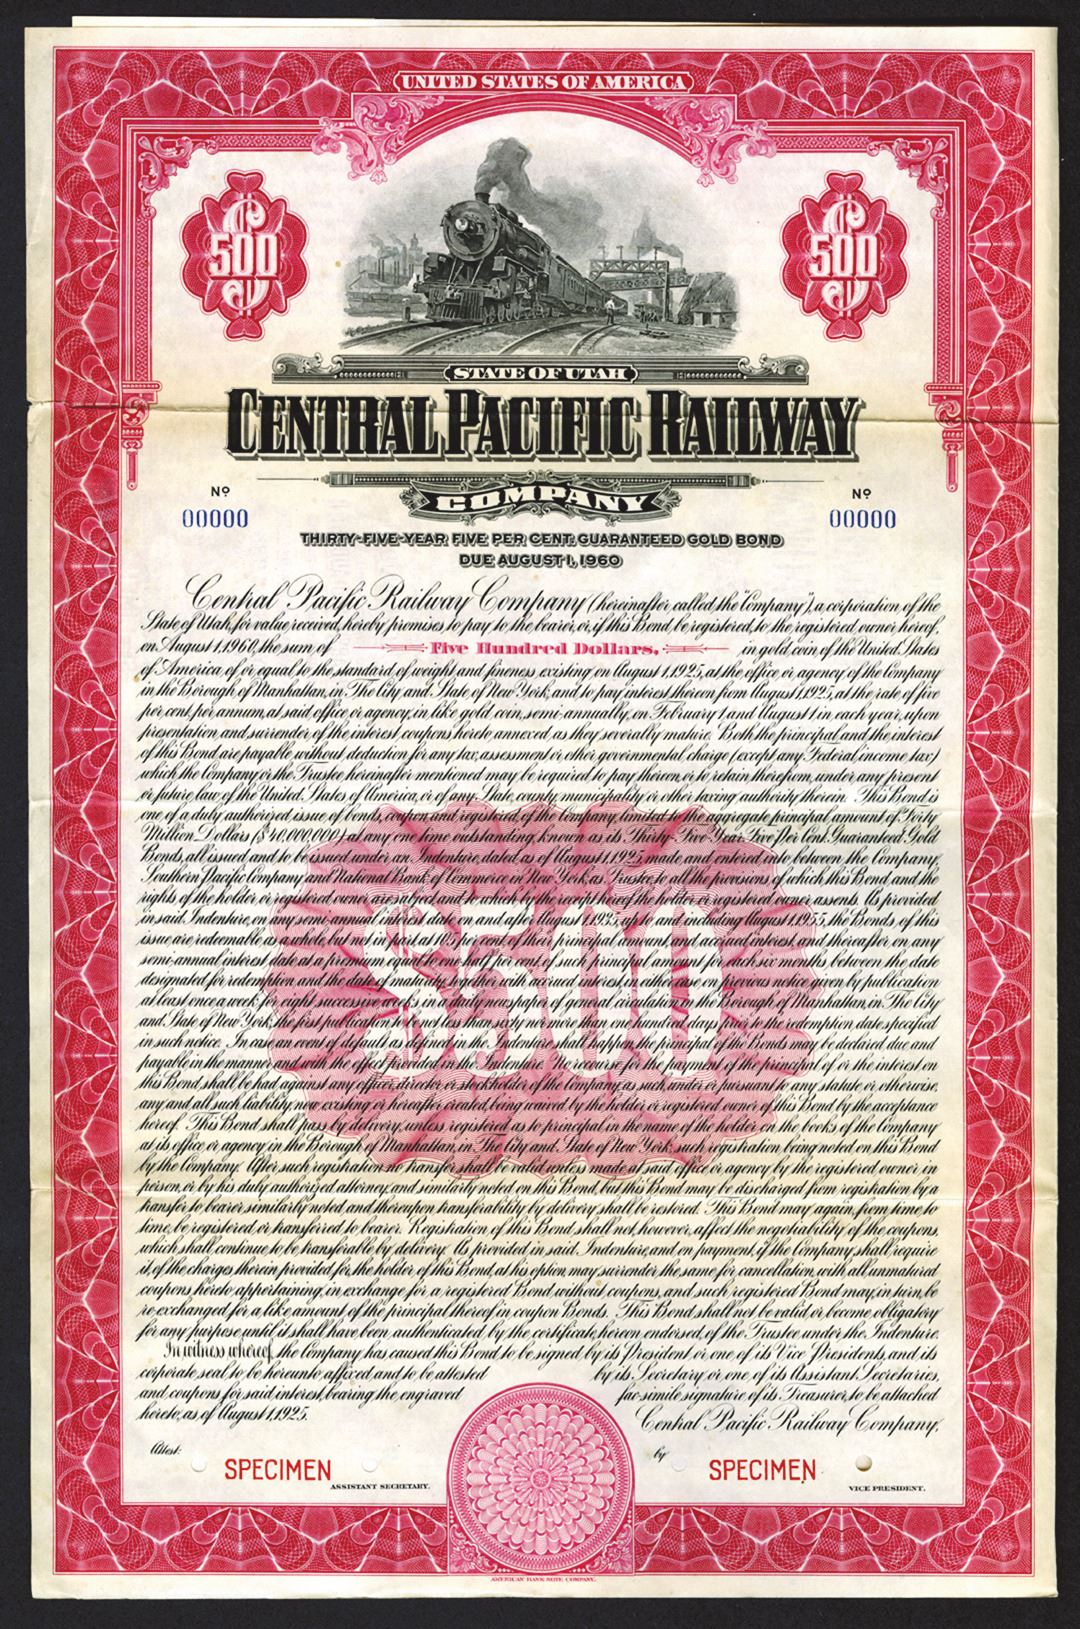 UNITED STATES OF AMERICA
500
500
STATE OF UTAH
CENTRAL PACIFIC RAILWAY
COMPANY
Nº
00000
Nº
00000
THIRTY-FIVE-YEAR FIVE PER CENT. GUARANTEED GOLD BOND
DUE AUGUST 1, 1960
Central Pacific Railway Company (hereinafter called the "Company"), a corporation of the
State of Utah, for value received, hereby promises to pay to the bearer, or, if this Bond be registered, to the registered owner hereof,
on August 1, 1960, the sum of Five Hundred Dollars, in gold coin of the United States
of America of or equal to the standard of weight and fineness existing on August 1, 1925, at the office or agency of the Company
in the Borough of Manhattan, in The City and State of New York, and to pay interest thereon from August 1, 1925, at the rate of five
per cent. per annum, at said office or agency, in like gold coin, semi-annually, on February 1 and August 1 in each year, upon
presentation and surrender of the interest coupons hereto annexed as they severally mature. Both the principal and the interest
of this Bond are payable without deduction for any tax, assessment or other governmental charge (except any Federal income tax)
which the Company or the Trustee hereinafter mentioned may be required to pay thereon, or to retain therefrom, under any present
or future law of the United States of America, or of any State, county, municipality or other taxing authority therein. This Bond is
one of a duly authorized issue of bonds, coupon and registered, of the Company, limited to the aggregate principal amount of Forty
Million Dollars ($40,000,000) at any one time outstanding, known as its Thirty-Five-Year Five Per Cent. Guaranteed Gold
Bonds, all issued and to be issued under an Indenture, dated as of August 1, 1925, made and entered into between the Company,
Southern Pacific Company and National Bank of Commerce in New York, as Trustee, to all the provisions of which this Bond and the
rights of the holder or registered owner are subject, and to which by the receipt hereof the holder or registered owner assents. As provided
in said Indenture, on any semi-annual interest date on and after August 1, 1935, up to and including August 1, 1955, the Bonds of this
issue are redeemable as a whole, but not in part, at 105 per cent. of their principal amount and accrued interest, and thereafter on any
semi-annual interest date at a premium equal to one-half per cent. of such principal amount for each six months between the date
designated for redemption and the date of maturity, together with accrued interest, in either case on previous notice given by publication
at least once a week for eight successive weeks in 2 daily newspapers of general circulation in the Borough of Manhattan, in The City
and State of New York, the first publication to be not less than sixty nor more than one hundred days prior to the redemption date specified
in such notice. In case an event of default as defined in the Indenture shall happen, the principal of the Bonds may be declared due and
payable in the manner and with the effect provided in the Indenture. No recourse for the payment of the principal of or the interest on
this Bond shall be had against any officer, director or stockholder of the Company as such, under or pursuant to any statute or otherwise,
any and all such liability, now existing or hereafter created, being waived by the holder or registered owner of this Bond by the acceptance
hereof. This Bond shall pass by delivery, unless registered as to principal in the name of the holder on the books of the Company
at its office or agency in the Borough of Manhattan, in The City and State of New York, such registration being noted on this Bond
by the Company. After such registration no transfer shall be valid unless made at said office or agency by the registered owner in
person, or by his duly authorized attorney, and similarly noted on this Bond, but this Bond may be discharged from registration by a
transfer to bearer, similarly noted and thereupon transferability by delivery shall be restored. This Bond may again, from time to
time, be registered or transferred to bearer. Registration of this Bond shall not, however, affect the negotiability of the coupons,
which shall continue to be transferable by delivery. As provided in said Indenture, and on payment, if the Company shall require
it, of the charges therein provided for, the holder of this Bond, at his option, may surrender the same for cancellation, with all unmatured
coupons hereto appertaining, in exchange for a registered Bond without coupons, and such registered Bond may, in turn, be
re-exchanged for a like amount of the principal thereof in coupon Bonds. This Bond shall not be valid or become obligatory
for any purpose until it shall have been authenticated by the certificate, hereon endorsed, of the Trustee under the Indenture.
In witness whereof, the Company has caused this Bond to be signed by its President or one of its Vice Presidents, and its
corporate seal to be hereunto affixed and to be attested by its Secretary or one of its Assistant Secretaries,
and coupons for said interest, bearing the engraved fac-simile signature of its Treasurer, to be attached
hereto, as of August 1, 1925. Central Pacific Railway Company,
$500
Attest: by
SPECIMEN SPECIMEN
ASSISTANT SECRETARY. VICE PRESIDENT.
AMERICAN BANK NOTE COMPANY.